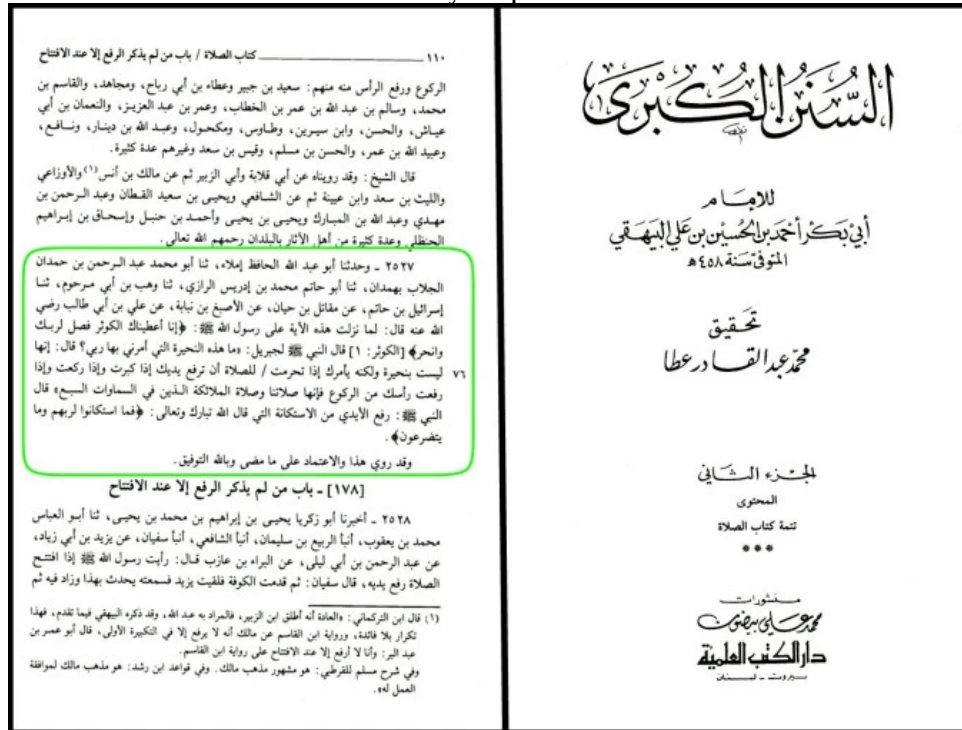 السنن الكبرى
للإمام
أبي بكر أحمد بن الحسين بن علي البيهقي
المتوفى سنة ٤٥٨ هـ
تحقيق
محمد عبد القادر عطا
الجزء الثاني
المحتوى
تتمة كتاب الصلاة
***
منشورات
محمد علي بيضون
دار الكتب العلمية
بيروت - لبنان
١١٠ كتاب الصلاة / باب من لم يذكر الرفع إلا عند الافتتاح
الركوع ورفع الرأس منه منهم: سعيد بن جبير وعطاء بن أبي رباح، ومجاهد، والقاسم بن
محمد، وسالم بن عبد الله بن عمر بن الخطاب، وعمر بن عبد العزيز، والنعمان بن أبي
عياش، والحسن، وابن سيرين، وطاوس، ومكحول، وعبد الله بن دينار، ونافع،
وعبيد الله بن عمر، والحسن بن مسلم، وقيس بن سعد وغيرهم عدة كثيرة.
قال الشيخ: وقد رويناه عن أبي قلابة وأبي الزبير ثم عن مالك بن أنس(١) والأوزاعي
والليث بن سعد وابن عيينة ثم عن الشافعي ويحيى بن سعيد القطان وعبد الرحمن بن
مهدي وعبد الله بن المبارك ويحيى بن يحيى وأحمد بن حنبل وإسحاق بن إبراهيم
الحنظلي وعدة كثيرة من أهل الآثار بالبلدان رحمهم الله تعالى.
٢٥٢٧ ـ وحدثنا أبو عبد الله الحافظ إملاء، ثنا أبو محمد عبد الرحمن بن حمدان
الجلاب بهمدان، ثنا أبو حاتم محمد بن إدريس الرازي، ثنا وهب بن أبي مرحوم، ثنا
إسرائيل بن حاتم، عن مقاتل بن حيان، عن الأصبغ بن نباتة، عن علي بن أبي طالب رضي
الله عنه قال: لما نزلت هذه الآية على رسول الله ﷺ: ﴿إنا أعطيناك الكوثر فصل لربك
وانحر﴾ [الكوثر: ١] قال النبي ﷺ لجبريل: «ما هذه النحيرة التي أمرني بها ربي؟ قال: إنها
ليست بنحيرة ولكنه يأمرك إذا تحرمت / للصلاة أن ترفع يديك إذا كبرت وإذا ركعت وإذا ٧٦
رفعت رأسك من الركوع فإنها صلاتنا وصلاة الملائكة الذين في السماوات السبع» قال
النبي ﷺ: رفع الأيدي من الاستكانة التي قال الله تبارك وتعالى: ﴿فما استكانوا لربهم وما
يتضرعون﴾.
وقد روي هذا والاعتماد على ما مضى وبالله التوفيق.
[١٧٨] ـ باب من لم يذكر الرفع إلا عند الافتتاح
٢٥٢٨ ـ أخبرنا أبو زكريا يحيى بن إبراهيم بن محمد بن يحيى، ثنا أبو العباس
محمد بن يعقوب، أنبأ الربيع بن سليمان، أنبأ الشافعي، أنبأ سفيان، عن يزيد بن أبي زياد،
عن عبد الرحمن بن أبي ليلى، عن البراء بن عازب قال: رأيت رسول الله ﷺ إذا افتتح
الصلاة رفع يديه، قال سفيان: ثم قدمت الكوفة فلقيت يزيد فسمعته يحدث بهذا وزاد فيه ثم
(١) قال ابن التركماني: «العادة أنه أطلق ابن الزبير، فالمراد به عبد الله، وقد ذكره البيهقي فيما تقدم، فهذا
تكرار بلا فائدة، ورواية ابن القاسم عن مالك أنه لا يرفع إلا في التكبيرة الأولى، قال أبو عمر بن
عبد البر: وأنا لا أرفع إلا عند الافتتاح على رواية ابن القاسم.
وفي شرح مسلم للقرطبي: هو مشهور مذهب مالك. وفي قواعد ابن رشد: هو مذهب مالك لموافقة
العمل له».